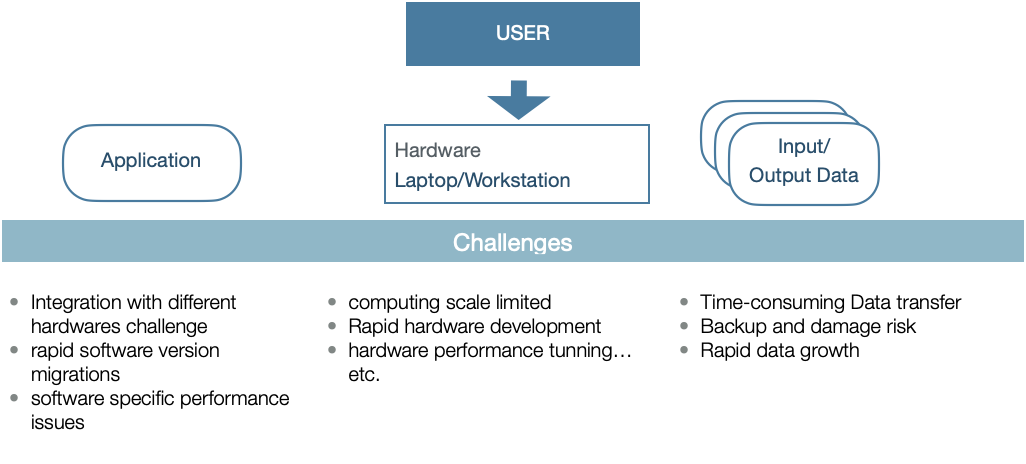 USER
Application
Hardware
Laptop/Workstation
Input/
Output Data
Challenges
• Integration with different
hardwares challenge
• rapid software version
migrations
• software specific performance
issues
• computing scale limited
• Rapid hardware development
• hardware performance tunning…
etc.
• Time-consuming Data transfer
• Backup and damage risk
• Rapid data growth